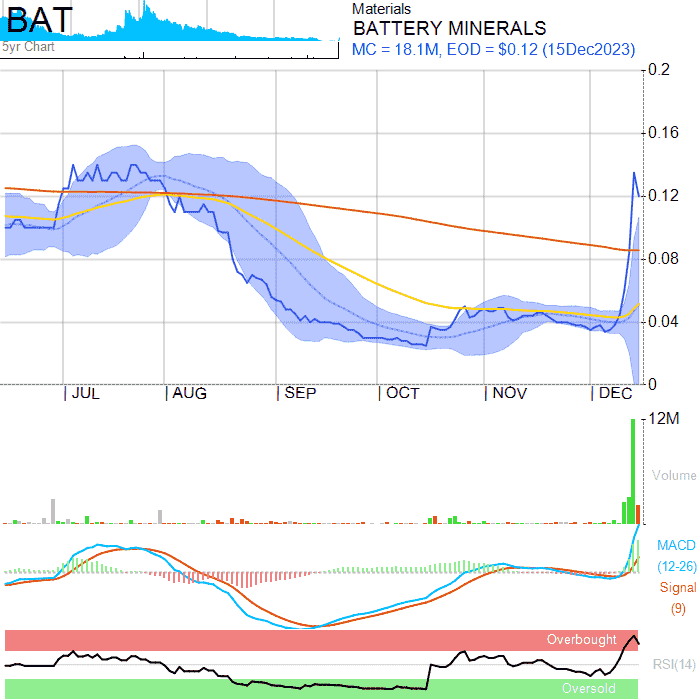 BAT
5yr Chart
Materials
BATTERY MINERALS
MC = 18.1M, EOD = $0.12 (15Dec2023)
0.2
0.16
0.12
0.08
0.04
0
JUL AUG SEP OCT NOV DEC
12M
Volume
MACD
(12-26)
Signal
(9)
Overbought
RSI(14)
Oversold